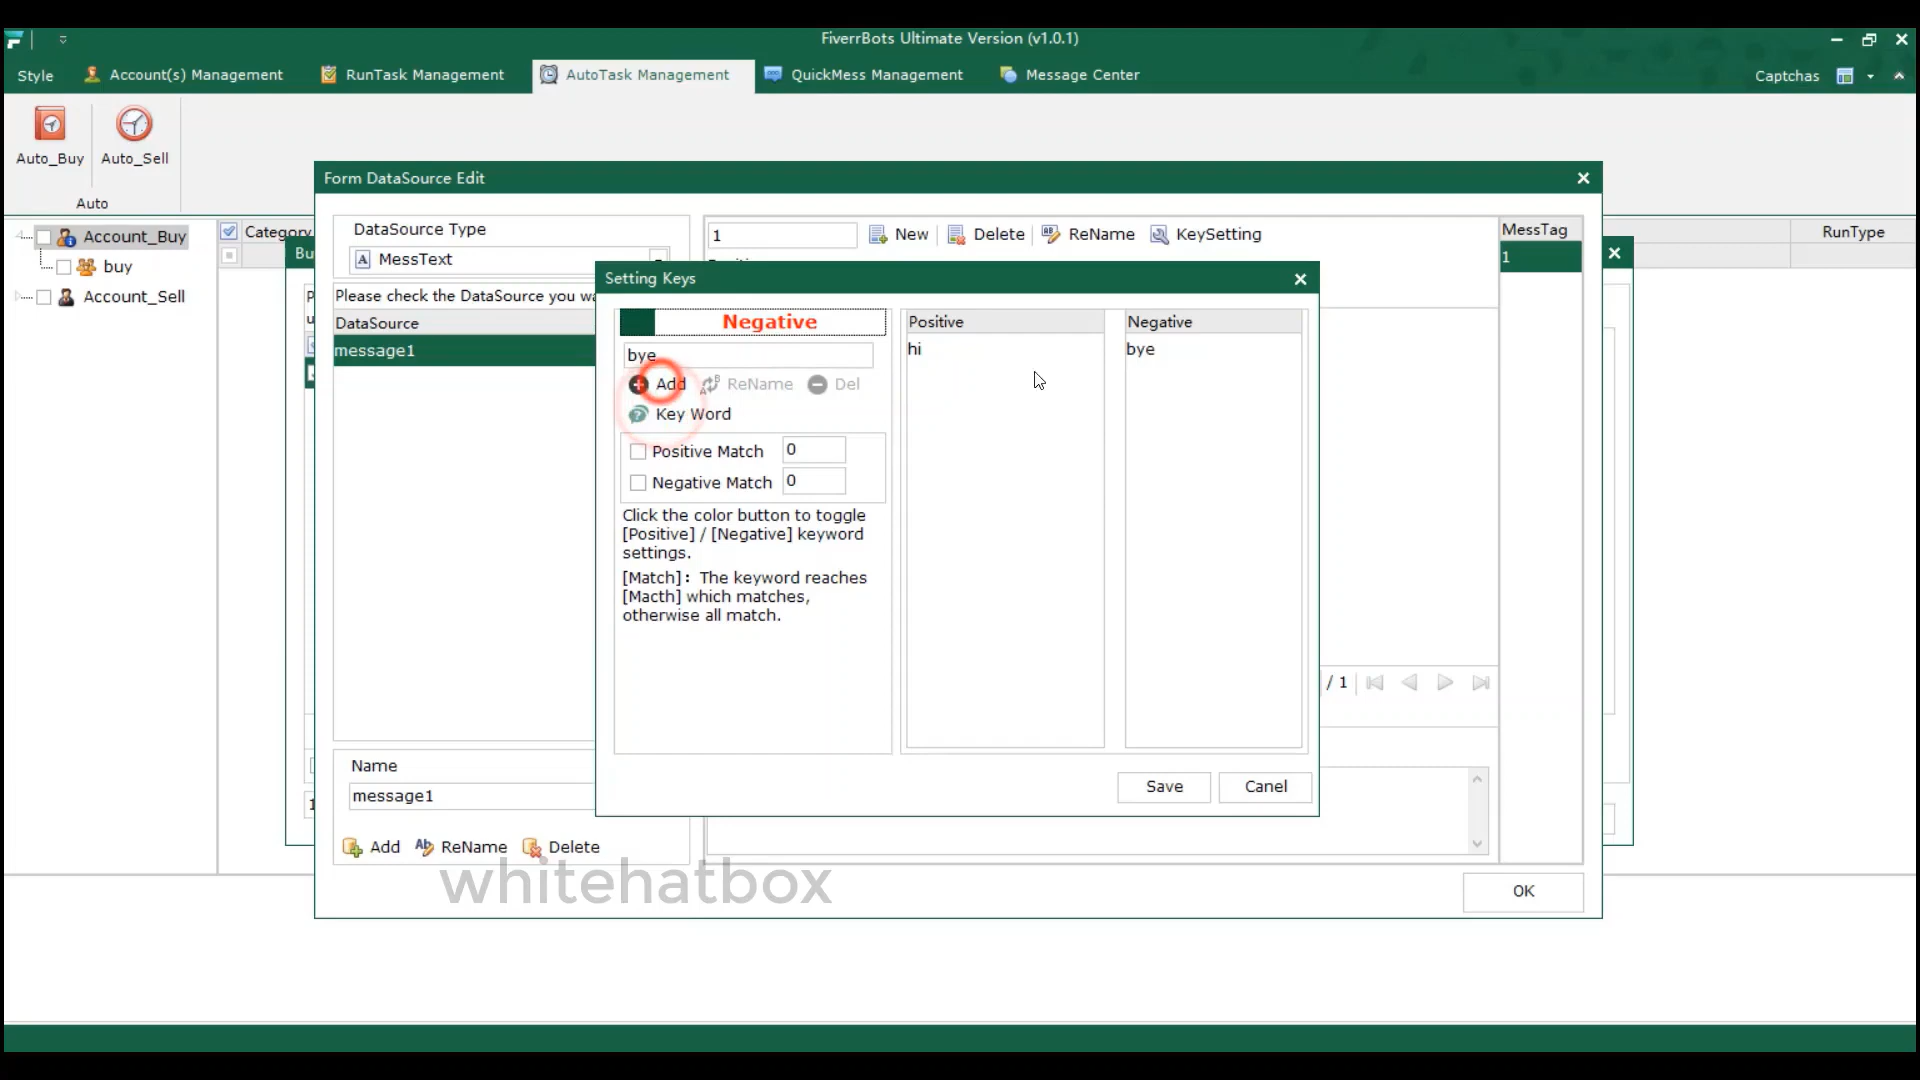 FiverrBots Ultimate Version (v1.0.1)
Style
Account(s) Management
RunTask Management
AutoTask Management
QuickMess Management
Message Center
Captchas
Auto_Buy
Auto_Sell
Auto
Account_Buy
buy
Account_Sell
Category
RunType
Bu
P
u
1
Form DataSource Edit
DataSource Type
MessText
Please check the DataSource you wa
DataSource
message1
Name
message1
Add
ReName
Delete
1
New
Delete
ReName
KeySetting
MessTag
1
/ 1
OK
Setting Keys
Negative
bye
Add
ReName
Del
Key Word
Positive Match
0
Negative Match
0
Click the color button to toggle
[Positive] / [Negative] keyword
settings.
[Match]: The keyword reaches
[Macth] which matches,
otherwise all match.
Positive
hi
Negative
bye
Save
Canel
whitehatbox